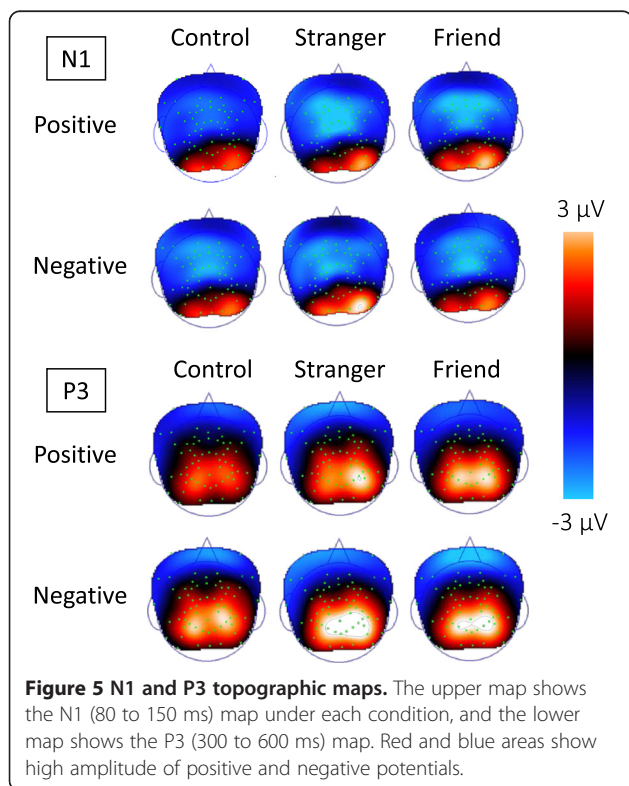 Control Stranger Friend
N1
Positive
Negative
3 µV
-3 µV
Control Stranger Friend
P3
Positive
Negative
Figure 5 N1 and P3 topographic maps. The upper map shows
the N1 (80 to 150 ms) map under each condition, and the lower
map shows the P3 (300 to 600 ms) map. Red and blue areas show
high amplitude of positive and negative potentials.